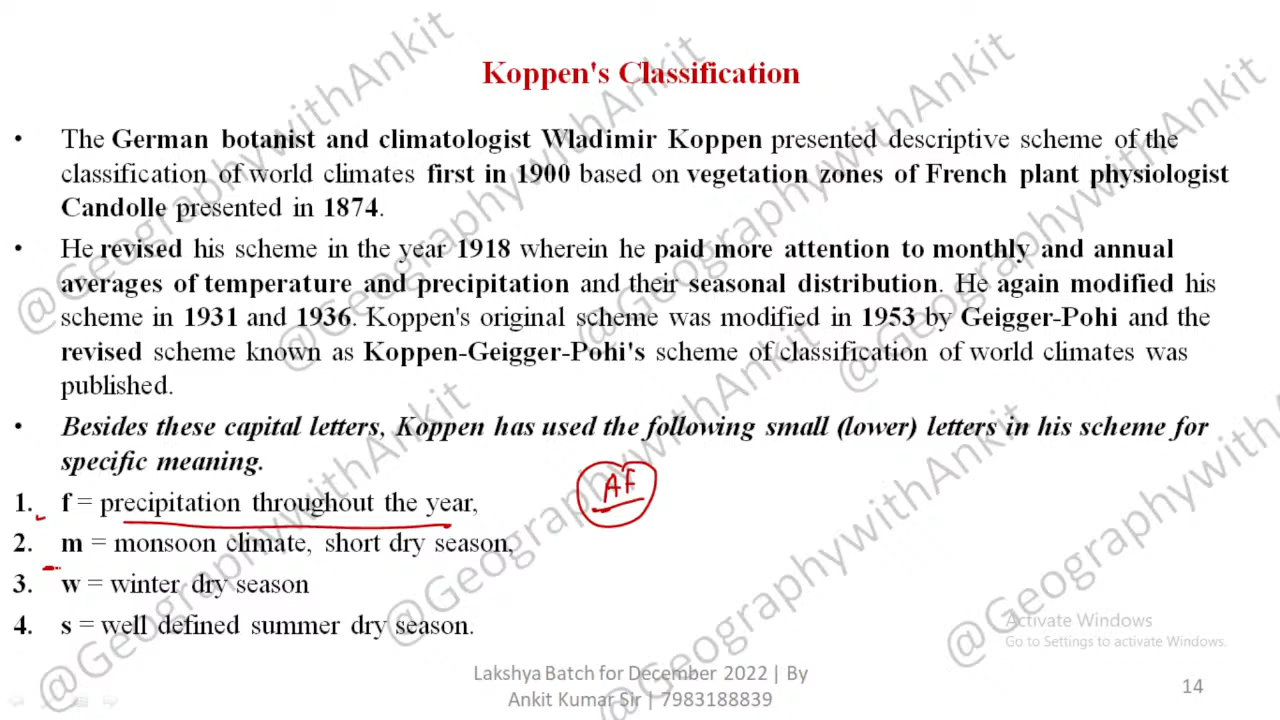 Koppen's Classification
• The German botanist and climatologist Wladimir Koppen presented descriptive scheme of the
classification of world climates first in 1900 based on vegetation zones of French plant physiologist
Candolle presented in 1874.
• He revised his scheme in the year 1918 wherein he paid more attention to monthly and annual
averages of temperature and precipitation and their seasonal distribution. He again modified his
scheme in 1931 and 1936. Koppen's original scheme was modified in 1953 by Geigger-Pohi and the
revised scheme known as Koppen-Geigger-Pohi's scheme of classification of world climates was
published.
• Besides these capital letters, Koppen has used the following small (lower) letters in his scheme for
specific meaning.
AF
1. f = precipitation throughout the year,
2. m = monsoon climate, short dry season,
3. w = winter dry season
4. s = well defined summer dry season.
Activate Windows
Go to Settings to activate Windows.
Lakshya Batch for December 2022 | By
Ankit Kumar Sir | 7983188839
14
@GeographywithAnkit
@GeographywithAnkit
@GeographywithAnkit
@GeographywithAnkit
@GeographywithAnkit
@GeographywithAnkit
@GeographywithAnkit
@Geographywith